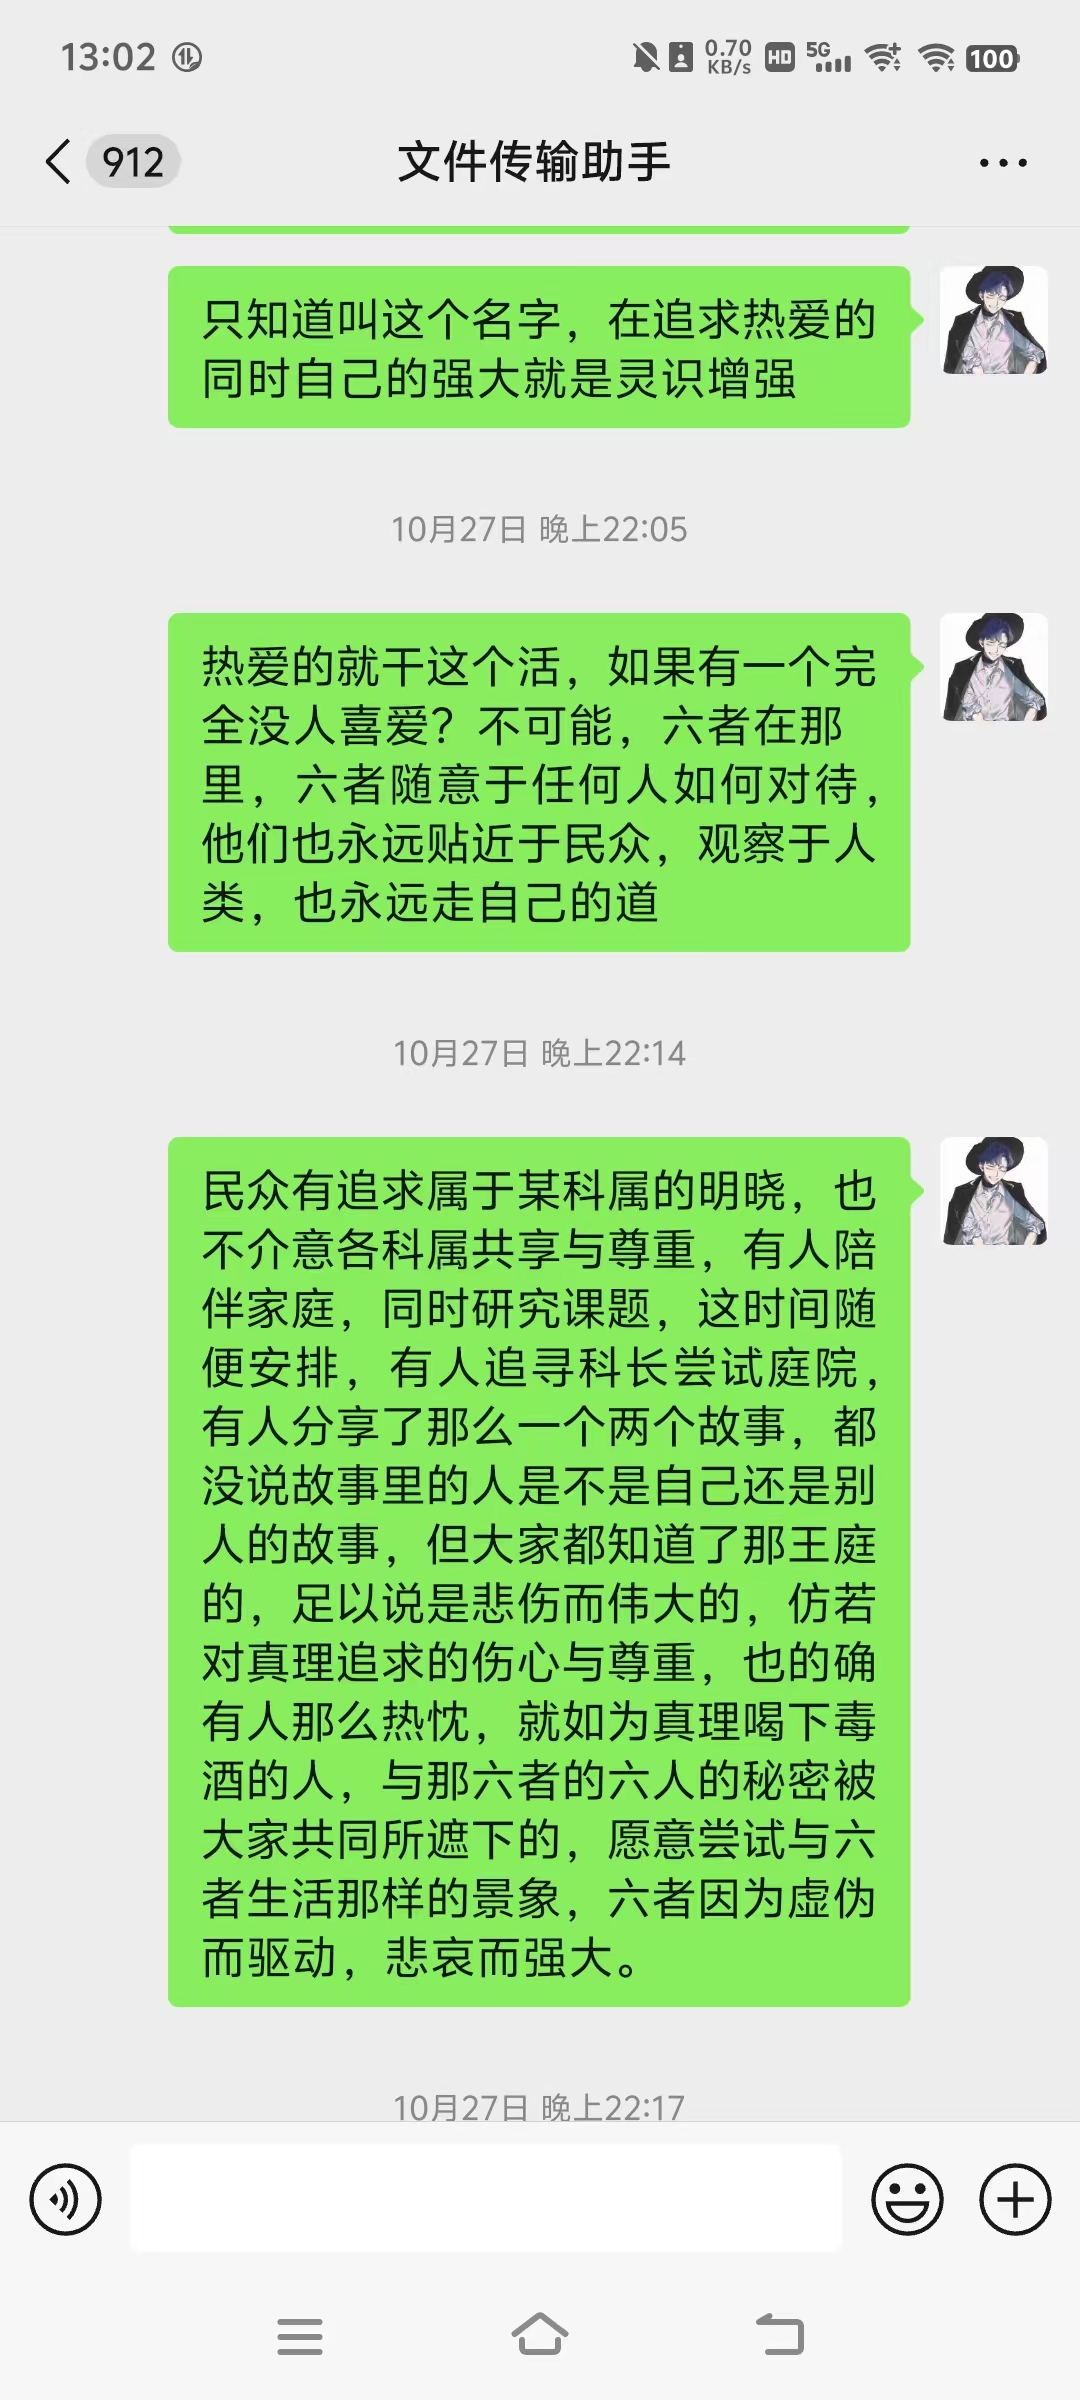 13:02
0.70
KB/s
HD
5G
100
912
文件传输助手
只知道叫这个名字，在追求热爱的
同时自己的强大就是灵识增强
10月27日 晚上22:05
热爱的就干这个活，如果有一个完
全没人喜爱？不可能，六者在那
里，六者随意于任何人如何对待，
他们也永远贴近于民众，观察于人
类，也永远走自己的道
10月27日 晚上22:14
民众有追求属于某科属的明晓，也
不介意各科属共享与尊重，有人陪
伴家庭，同时研究课题，这时间随
便安排，有人追寻科长尝试庭院，
有人分享了那么一个两个故事，都
没说故事里的人是不是自己还是别
人的故事，但大家都知道了那王庭
的，足以说是悲伤而伟大的，仿若
对真理追求的伤心与尊重，也的确
有人那么热忱，就如为真理喝下毒
酒的人，与那六者的六人的秘密被
大家共同所遮下的，愿意尝试与六
者生活那样的景象，六者因为虚伪
而驱动，悲哀而强大。
10月27日 晚上22:17